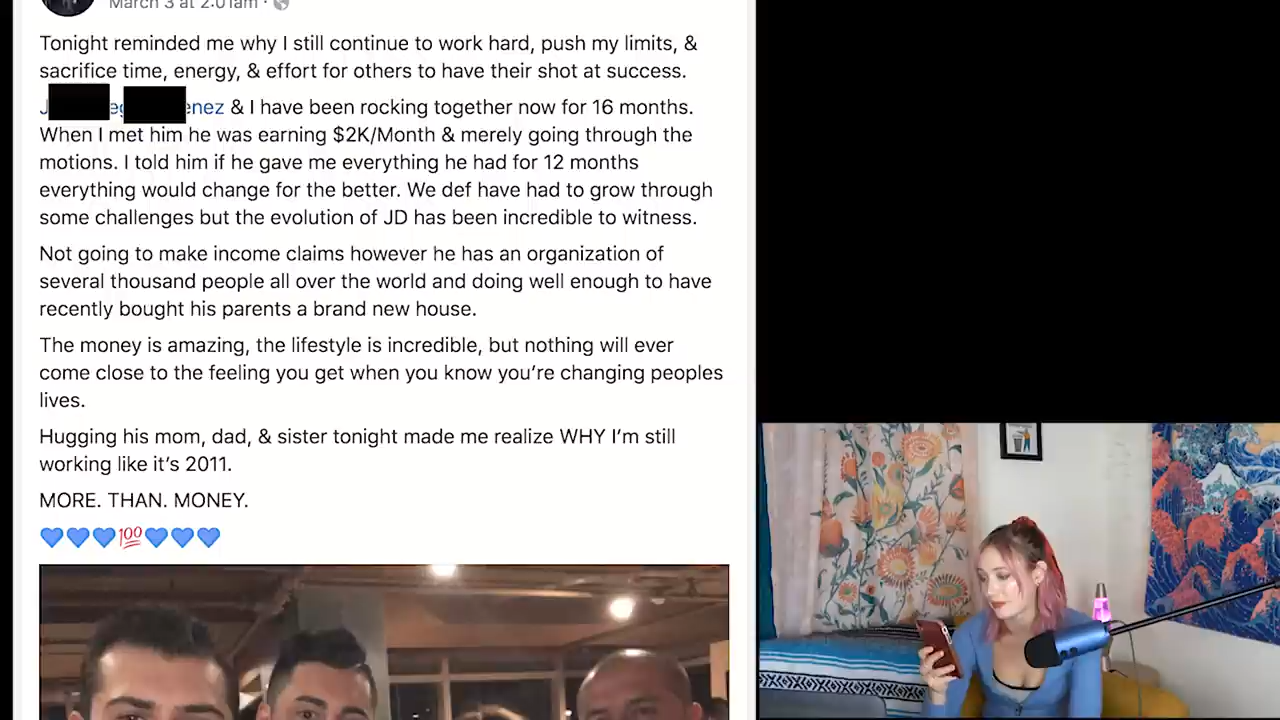 March 3 at 2:01am ·
Tonight reminded me why I still continue to work hard, push my limits, &
sacrifice time, energy, & effort for others to have their shot at success.
J eg enez & I have been rocking together now for 16 months.
When I met him he was earning $2K/Month & merely going through the
motions. I told him if he gave me everything he had for 12 months
everything would change for the better. We def have had to grow through
some challenges but the evolution of JD has been incredible to witness.
Not going to make income claims however he has an organization of
several thousand people all over the world and doing well enough to have
recently bought his parents a brand new house.
The money is amazing, the lifestyle is incredible, but nothing will ever
come close to the feeling you get when you know you're changing peoples
lives.
Hugging his mom, dad, & sister tonight made me realize WHY I'm still
working like it's 2011.
MORE. THAN. MONEY.
💙💙💙💯💙💙💙